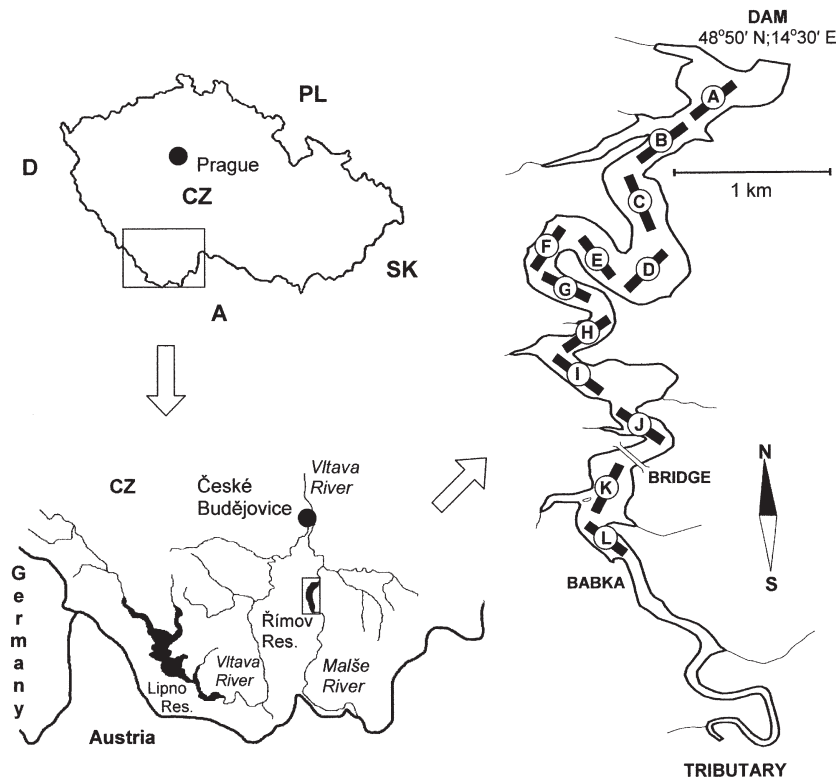 PL
D
Prague
CZ
SK
A
CZ
České
Budějovice
Vltava
River
Germany
Římov
Res.
Vltava
River
Malše
River
Lipno
Res.
Austria
DAM
48°50′ N;14°30′ E
A
B
1 km
C
F
E
D
G
H
I
J
BRIDGE
K
L
BABKA
N
S
TRIBUTARY